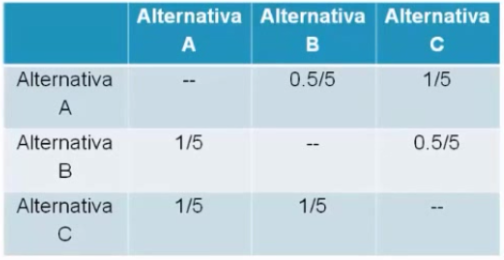 Alternativa Alternativa Alternativa
A B C
Alternativa -- 0.5/5 1/5
A
Alternativa 1/5 -- 0.5/5
B
Alternativa 1/5 1/5 --
C